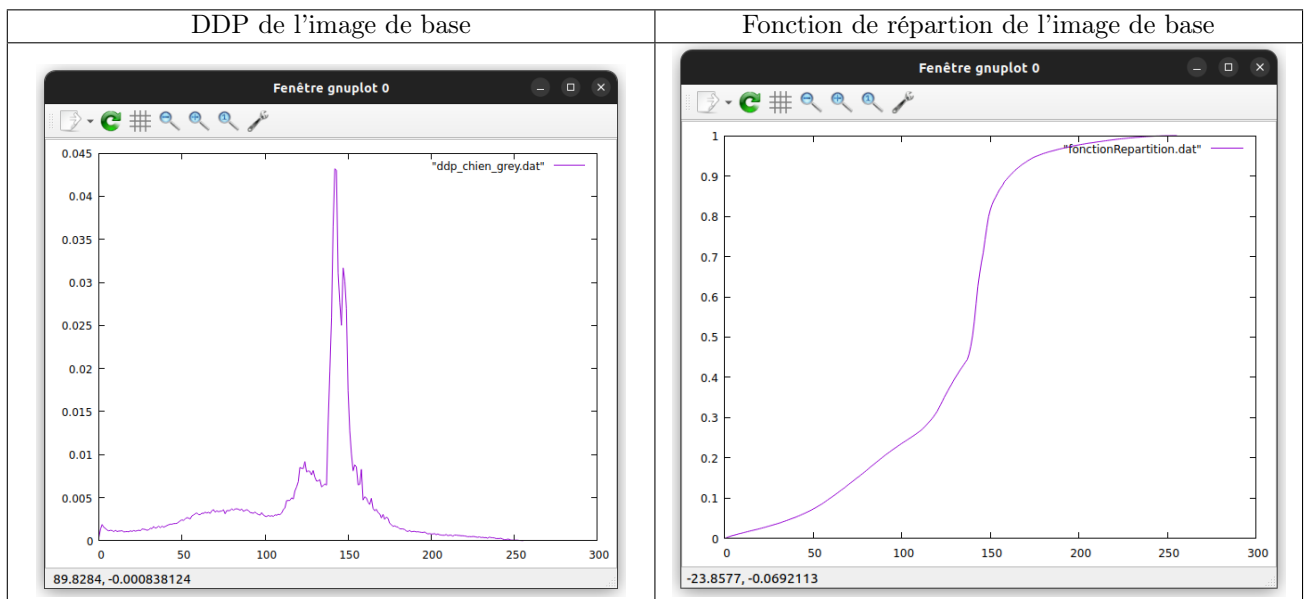 DDP de l'image de base
Fonction de répartion de l'image de base
Fenêtre gnuplot 0
"ddp_chien_grey.dat"
0.045
0.04
0.035
0.03
0.025
0.02
0.015
0.01
0.005
0
0 50 100 150 200 250 300
89.8284, -0.000838124
Fenêtre gnuplot 0
"fonctionRepartition.dat"
1
0.9
0.8
0.7
0.6
0.5
0.4
0.3
0.2
0.1
0
0 50 100 150 200 250 300
-23.8577, -0.0692113